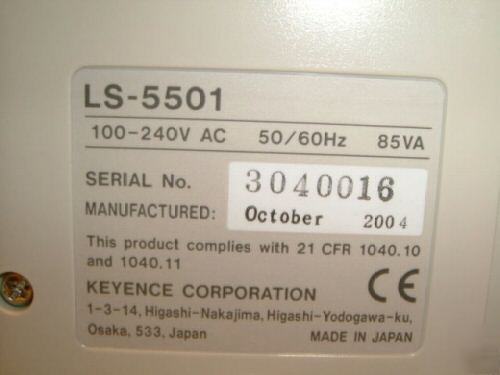 LS-5501
100-240V AC 50/60Hz 85VA
SERIAL No. 3040016
MANUFACTURED: October 2004
This product complies with 21 CFR 1040.10
and 1040.11
KEYENCE CORPORATION CE
1-3-14, Higashi-Nakajima, Higashi-Yodogawa-ku,
Osaka, 533, Japan MADE IN JAPAN